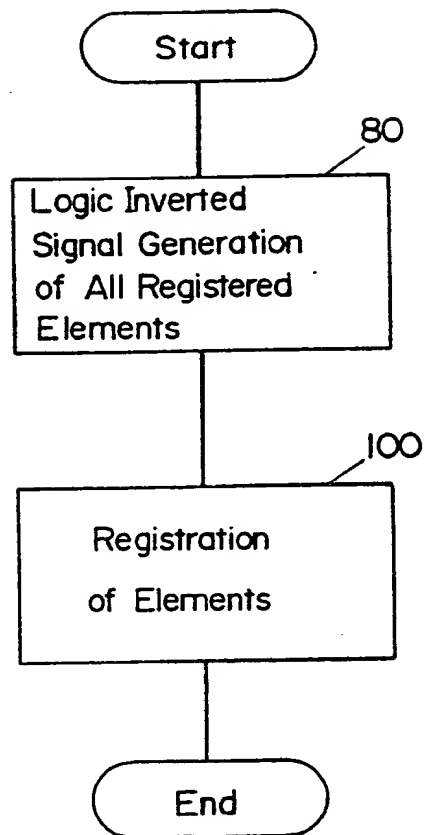 Start
80
Logic Inverted
Signal Generation
of All Registered
Elements
100
Registration
of Elements
End